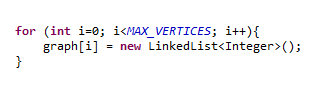 for (int i=0; i<MAX_VERTICES; i++){
    graph[i] = new LinkedList<Integer>();
}